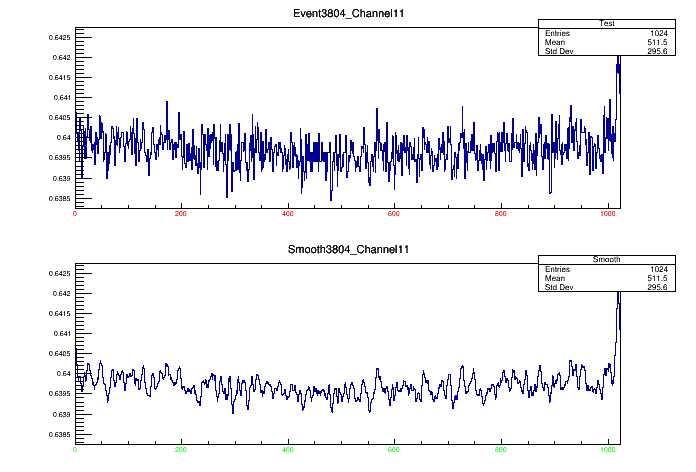 Event3804_Channel11
Test
Entries 1024
Mean 511.5
Std Dev 295.6
0.6425
0.642
0.6415
0.641
0.6405
0.64
0.6395
0.639
0.6385
0 200 400 600 800 1000
Smooth3804_Channel11
Smooth
Entries 1024
Mean 511.5
Std Dev 295.6
0.6425
0.642
0.6415
0.641
0.6405
0.64
0.6395
0.639
0.6385
0 200 400 600 800 1000